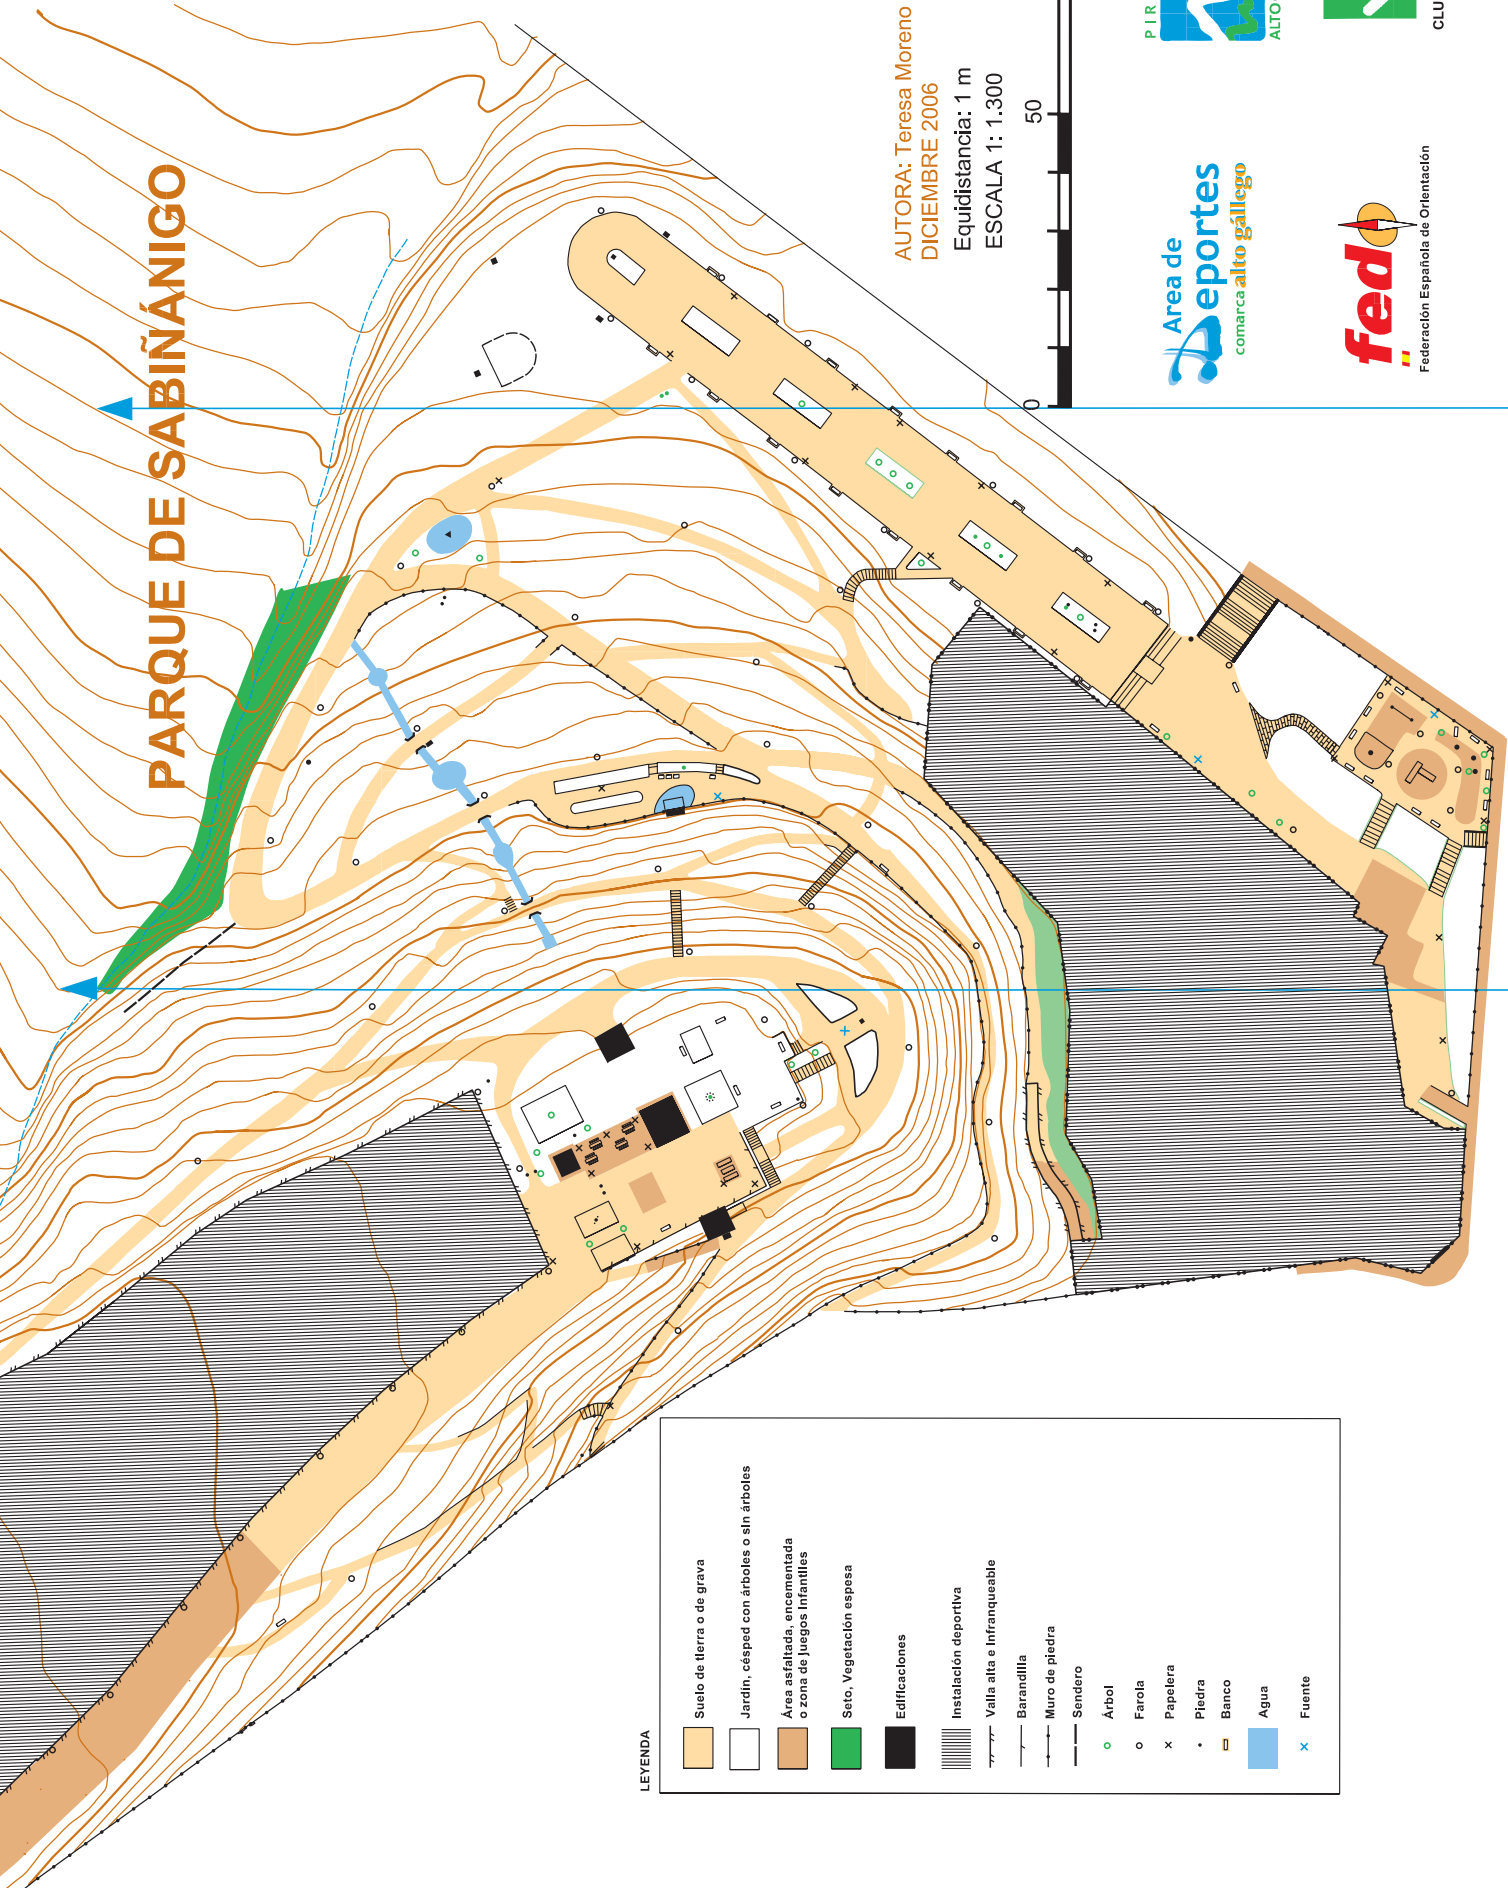 PARQUE DE SABIÑÁNIGO
AUTORA: Teresa Moreno
DICIEMBRE 2006
Equidistancia: 1 m
ESCALA 1: 1.300
0
50
PIR
ALTO
CLU
Area de
Deportes
comarca alto gállego
fedo
Federación Española de Orientación
LEYENDA
Suelo de tierra o de grava
Jardín, césped con árboles o sin árboles
Área asfaltada, encementada
o zona de juegos infantiles
Seto, Vegetación espesa
Edificaciones
Instalación deportiva
Valla alta e Infranqueable
Barandilla
Muro de piedra
Sendero
Árbol
Farola
Papelera
Piedra
Banco
Agua
Fuente